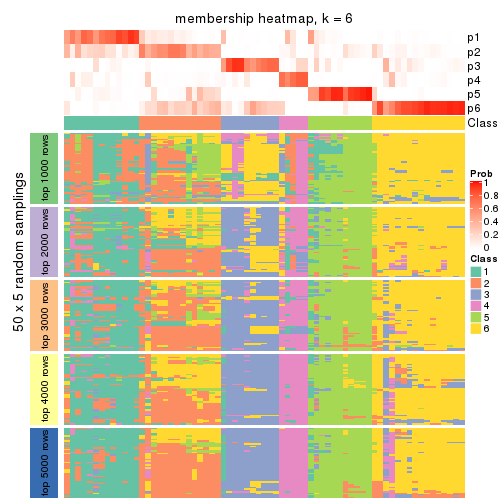 membership heatmap, k = 6
p1
p2
p3
p4
p5
p6
Class
50 x 5 random samplings
top 1000 rows
top 2000 rows
top 3000 rows
top 4000 rows
top 5000 rows
Prob
1
0.8
0.6
0.4
0.2
0
Class
1
2
3
4
5
6